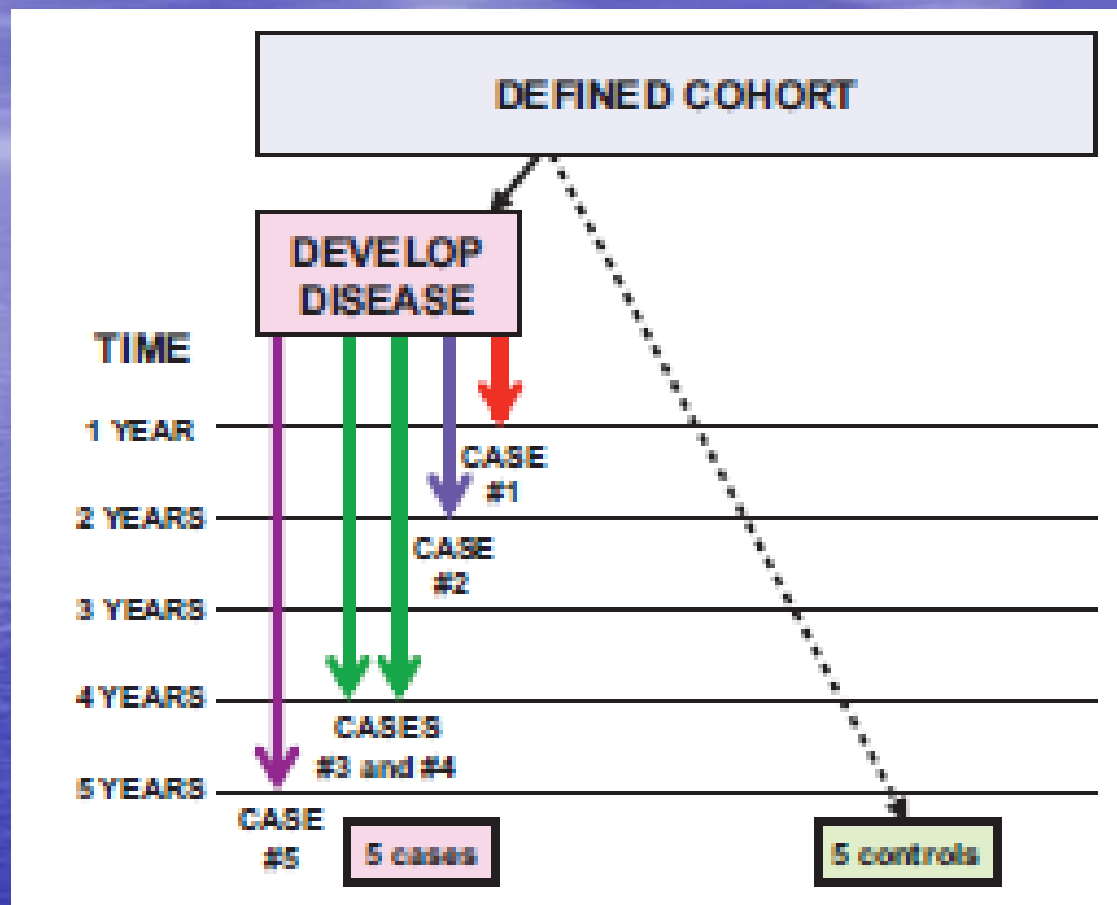 DEFINED COHORT
DEVELOP
DISEASE
TIME
1 YEAR
CASE
#1
2 YEARS
CASE
#2
3 YEARS
4 YEARS
CASES
#3 and #4
5 YEARS
CASE
#5
5 cases
5 controls